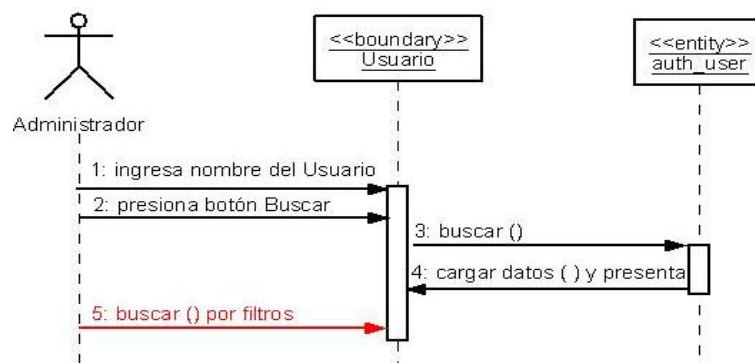 <<boundary>>
Usuario
<<entity>>
auth_user
Administrador
1: ingresa nombre del Usuario
2: presiona botón Buscar
3: buscar ()
4: cargar datos ( ) y presenta
5: buscar () por filtros